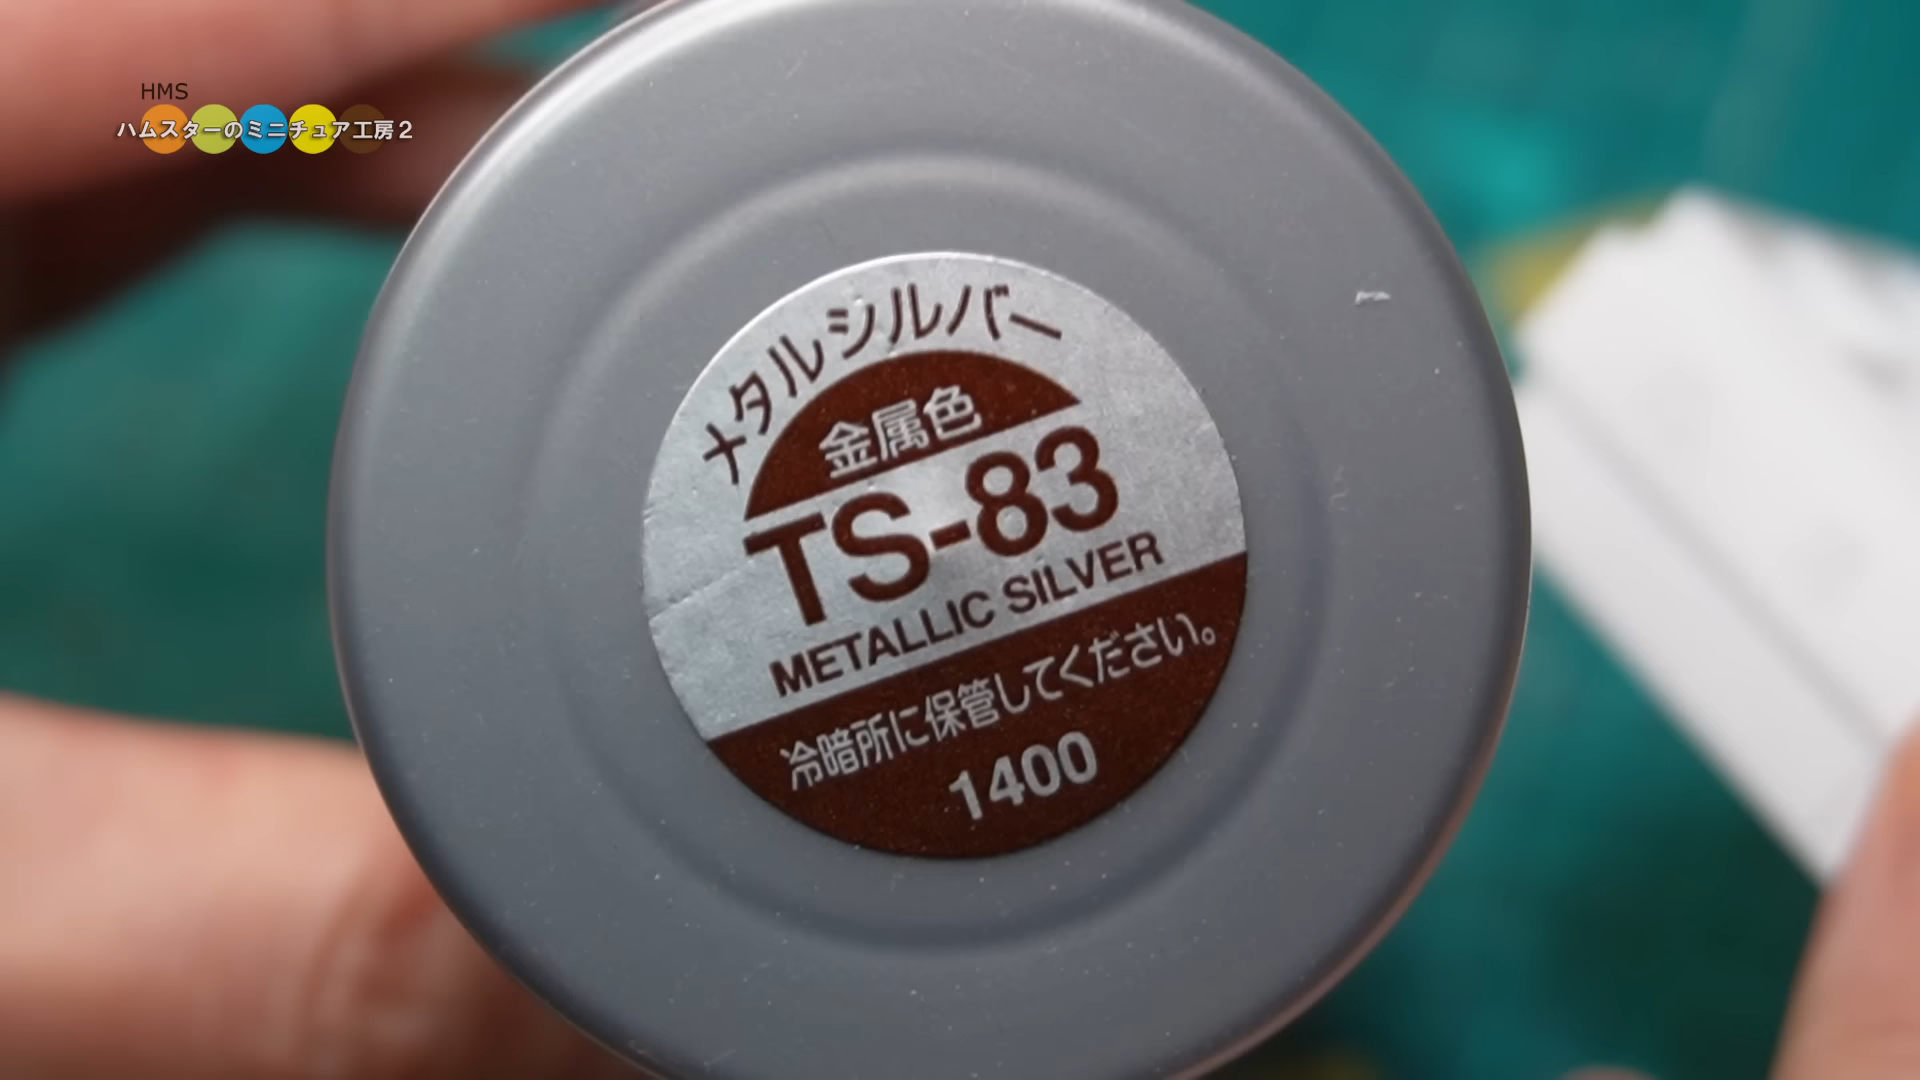 HMS
ハムスターのミニチュア工房2
メタルシルバー
金属色
TS-83
METALLIC SILVER
冷暗所に保管してください。
1400